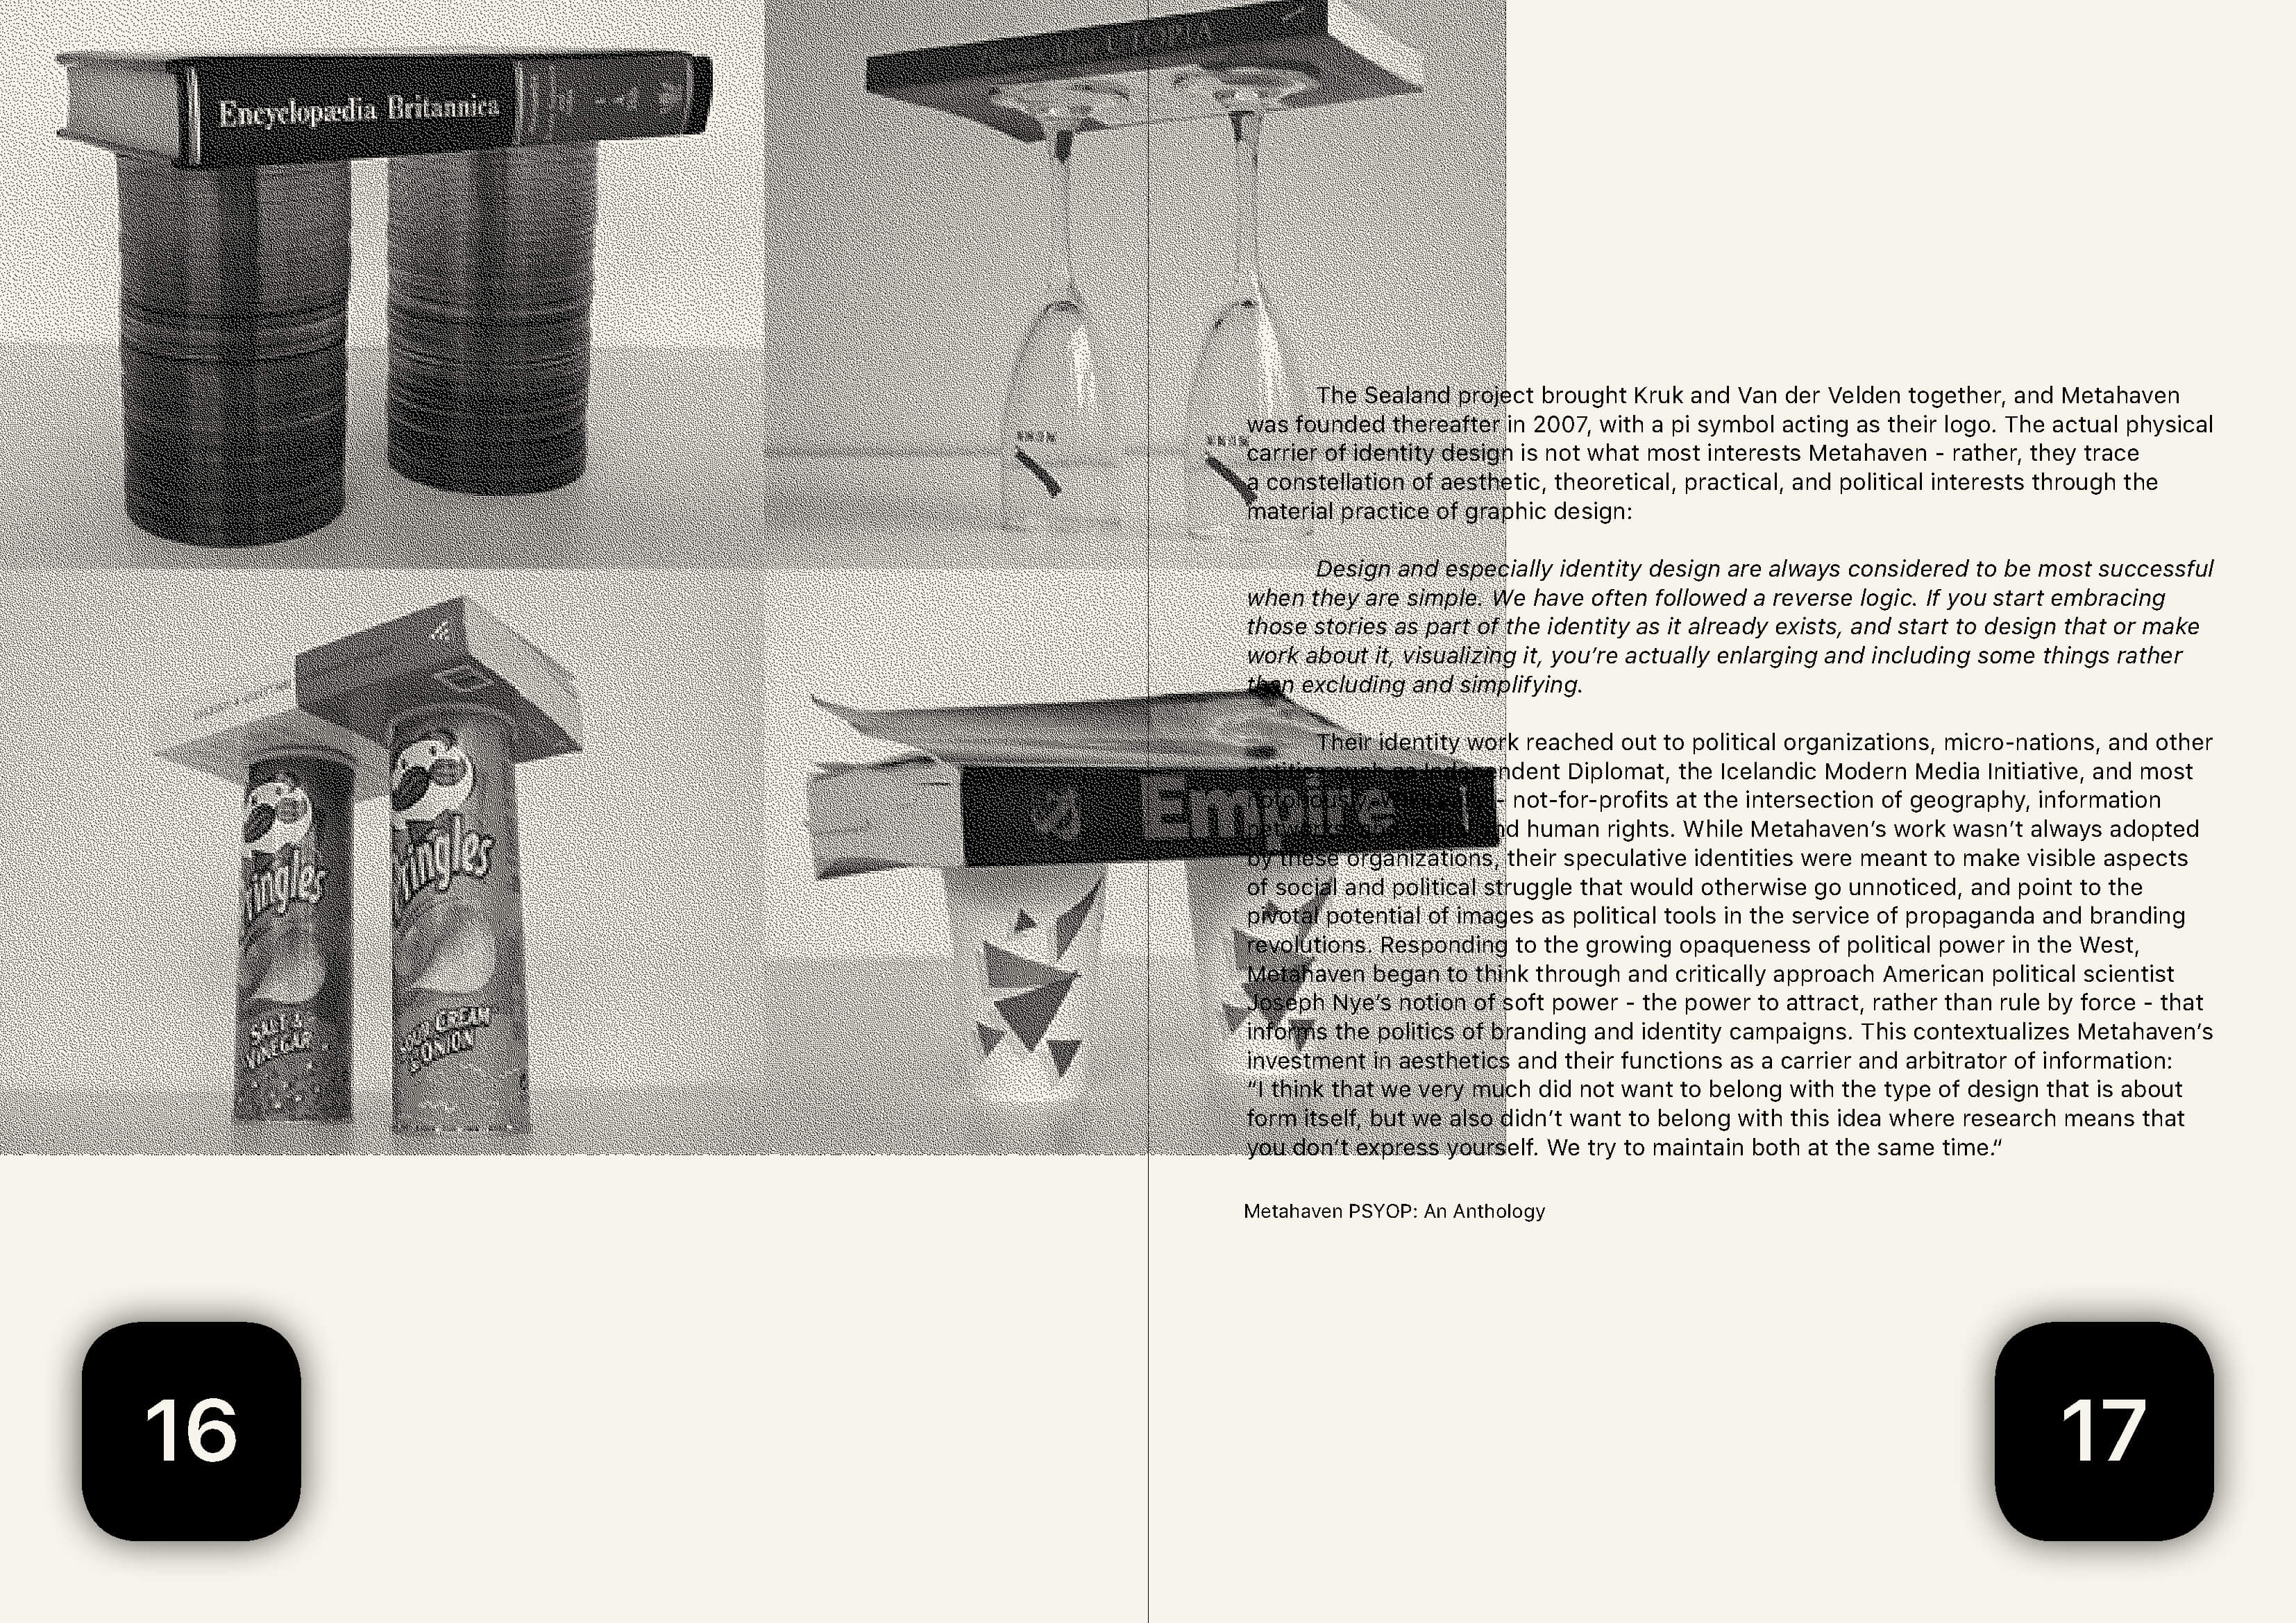 Encyclopædia Britannica
UTOPIA
The Sealand project brought Kruk and Van der Velden together, and Metahaven
was founded thereafter in 2007, with a pi symbol acting as their logo. The actual physical
carrier of identity design is not what most interests Metahaven - rather, they trace
a constellation of aesthetic, theoretical, practical, and political interests through the
material practice of graphic design:
Design and especially identity design are always considered to be most successful
when they are simple. We have often followed a reverse logic. If you start embracing
those stories as part of the identity as it already exists, and start to design that or make
work about it, visualizing it, you’re actually enlarging and including some things rather
than excluding and simplifying.
Their identity work reached out to political organizations, micro-nations, and other
entities such as Independent Diplomat, the Icelandic Modern Media Initiative, and most
notoriously - not-for-profits at the intersection of geography, information
networks, and human rights. While Metahaven’s work wasn’t always adopted
by these organizations, their speculative identities were meant to make visible aspects
of social and political struggle that would otherwise go unnoticed, and point to the
pivotal potential of images as political tools in the service of propaganda and branding
revolutions. Responding to the growing opaqueness of political power in the West,
Metahaven began to think through and critically approach American political scientist
Joseph Nye’s notion of soft power - the power to attract, rather than rule by force - that
informs the politics of branding and identity campaigns. This contextualizes Metahaven’s
investment in aesthetics and their functions as a carrier and arbitrator of information:
“I think that we very much did not want to belong with the type of design that is about
form itself, but we also didn’t want to belong with this idea where research means that
you don’t express yourself. We try to maintain both at the same time.“
Metahaven PSYOP: An Anthology
Empire
ringles
SALT &
VINEGAR
ringles
SOUR CREAM
& ONION
16
17